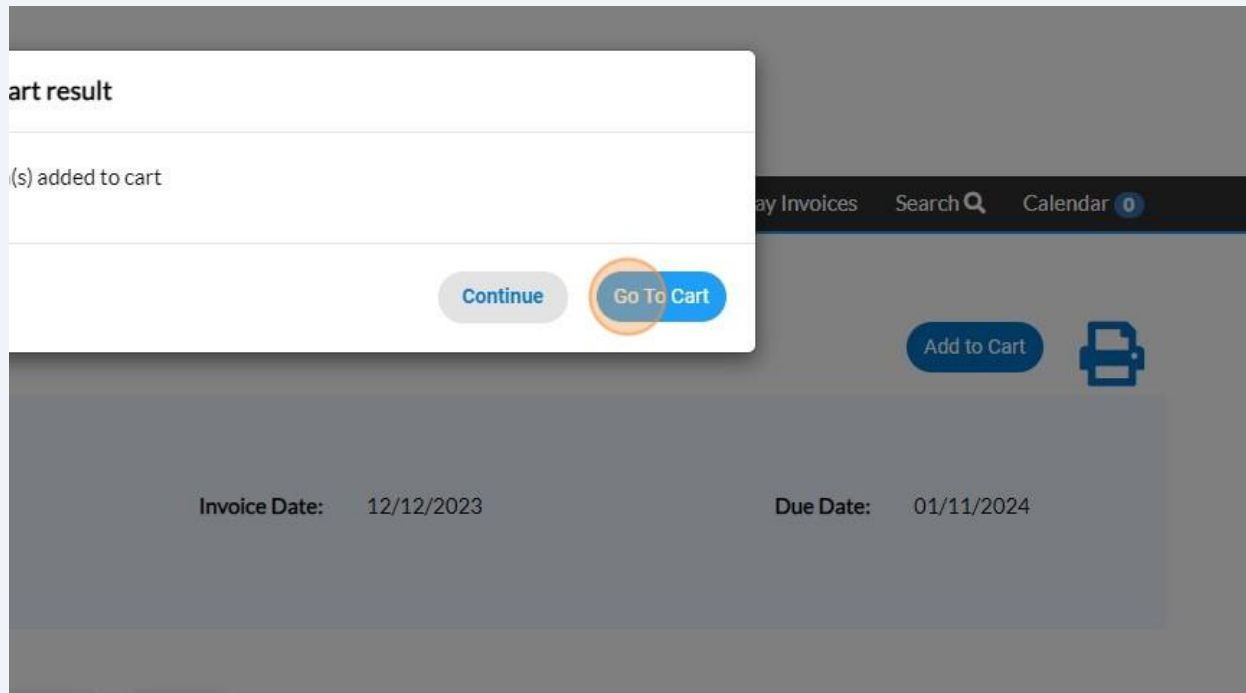 art result
(s) added to cart
ay Invoices Search Calendar 0
Continue Go To Cart
Add to Cart
Invoice Date: 12/12/2023 Due Date: 01/11/2024